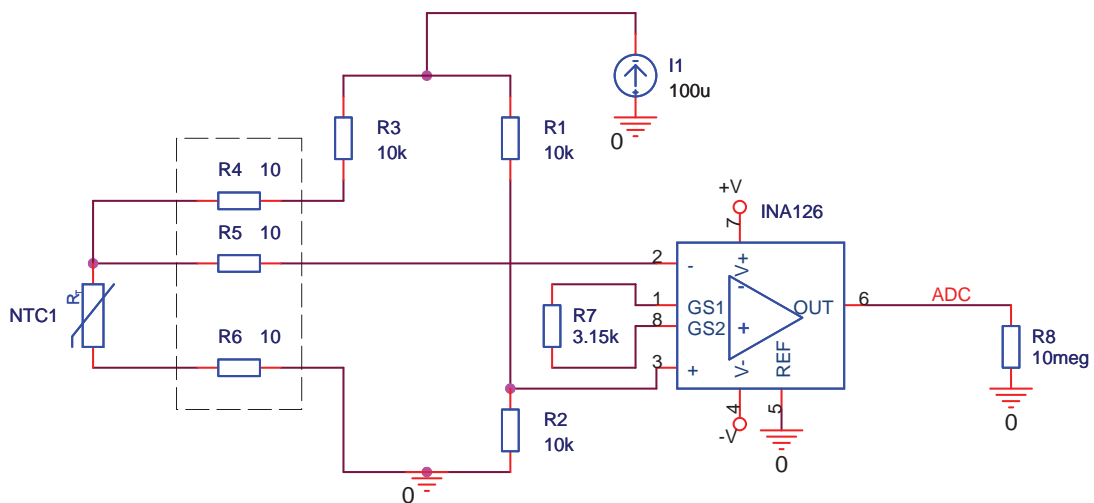 I1
100u
0
R3
10k
R1
10k
R4 10
R5 10
R6 10
NTC1
RT
+V
INA126
7
V+
2
-
1
GS1
8
GS2
3
+
-
+
OUT
6
ADC
V-
REF
4
5
-V
0
R7
3.15k
R8
10meg
0
R2
10k
0